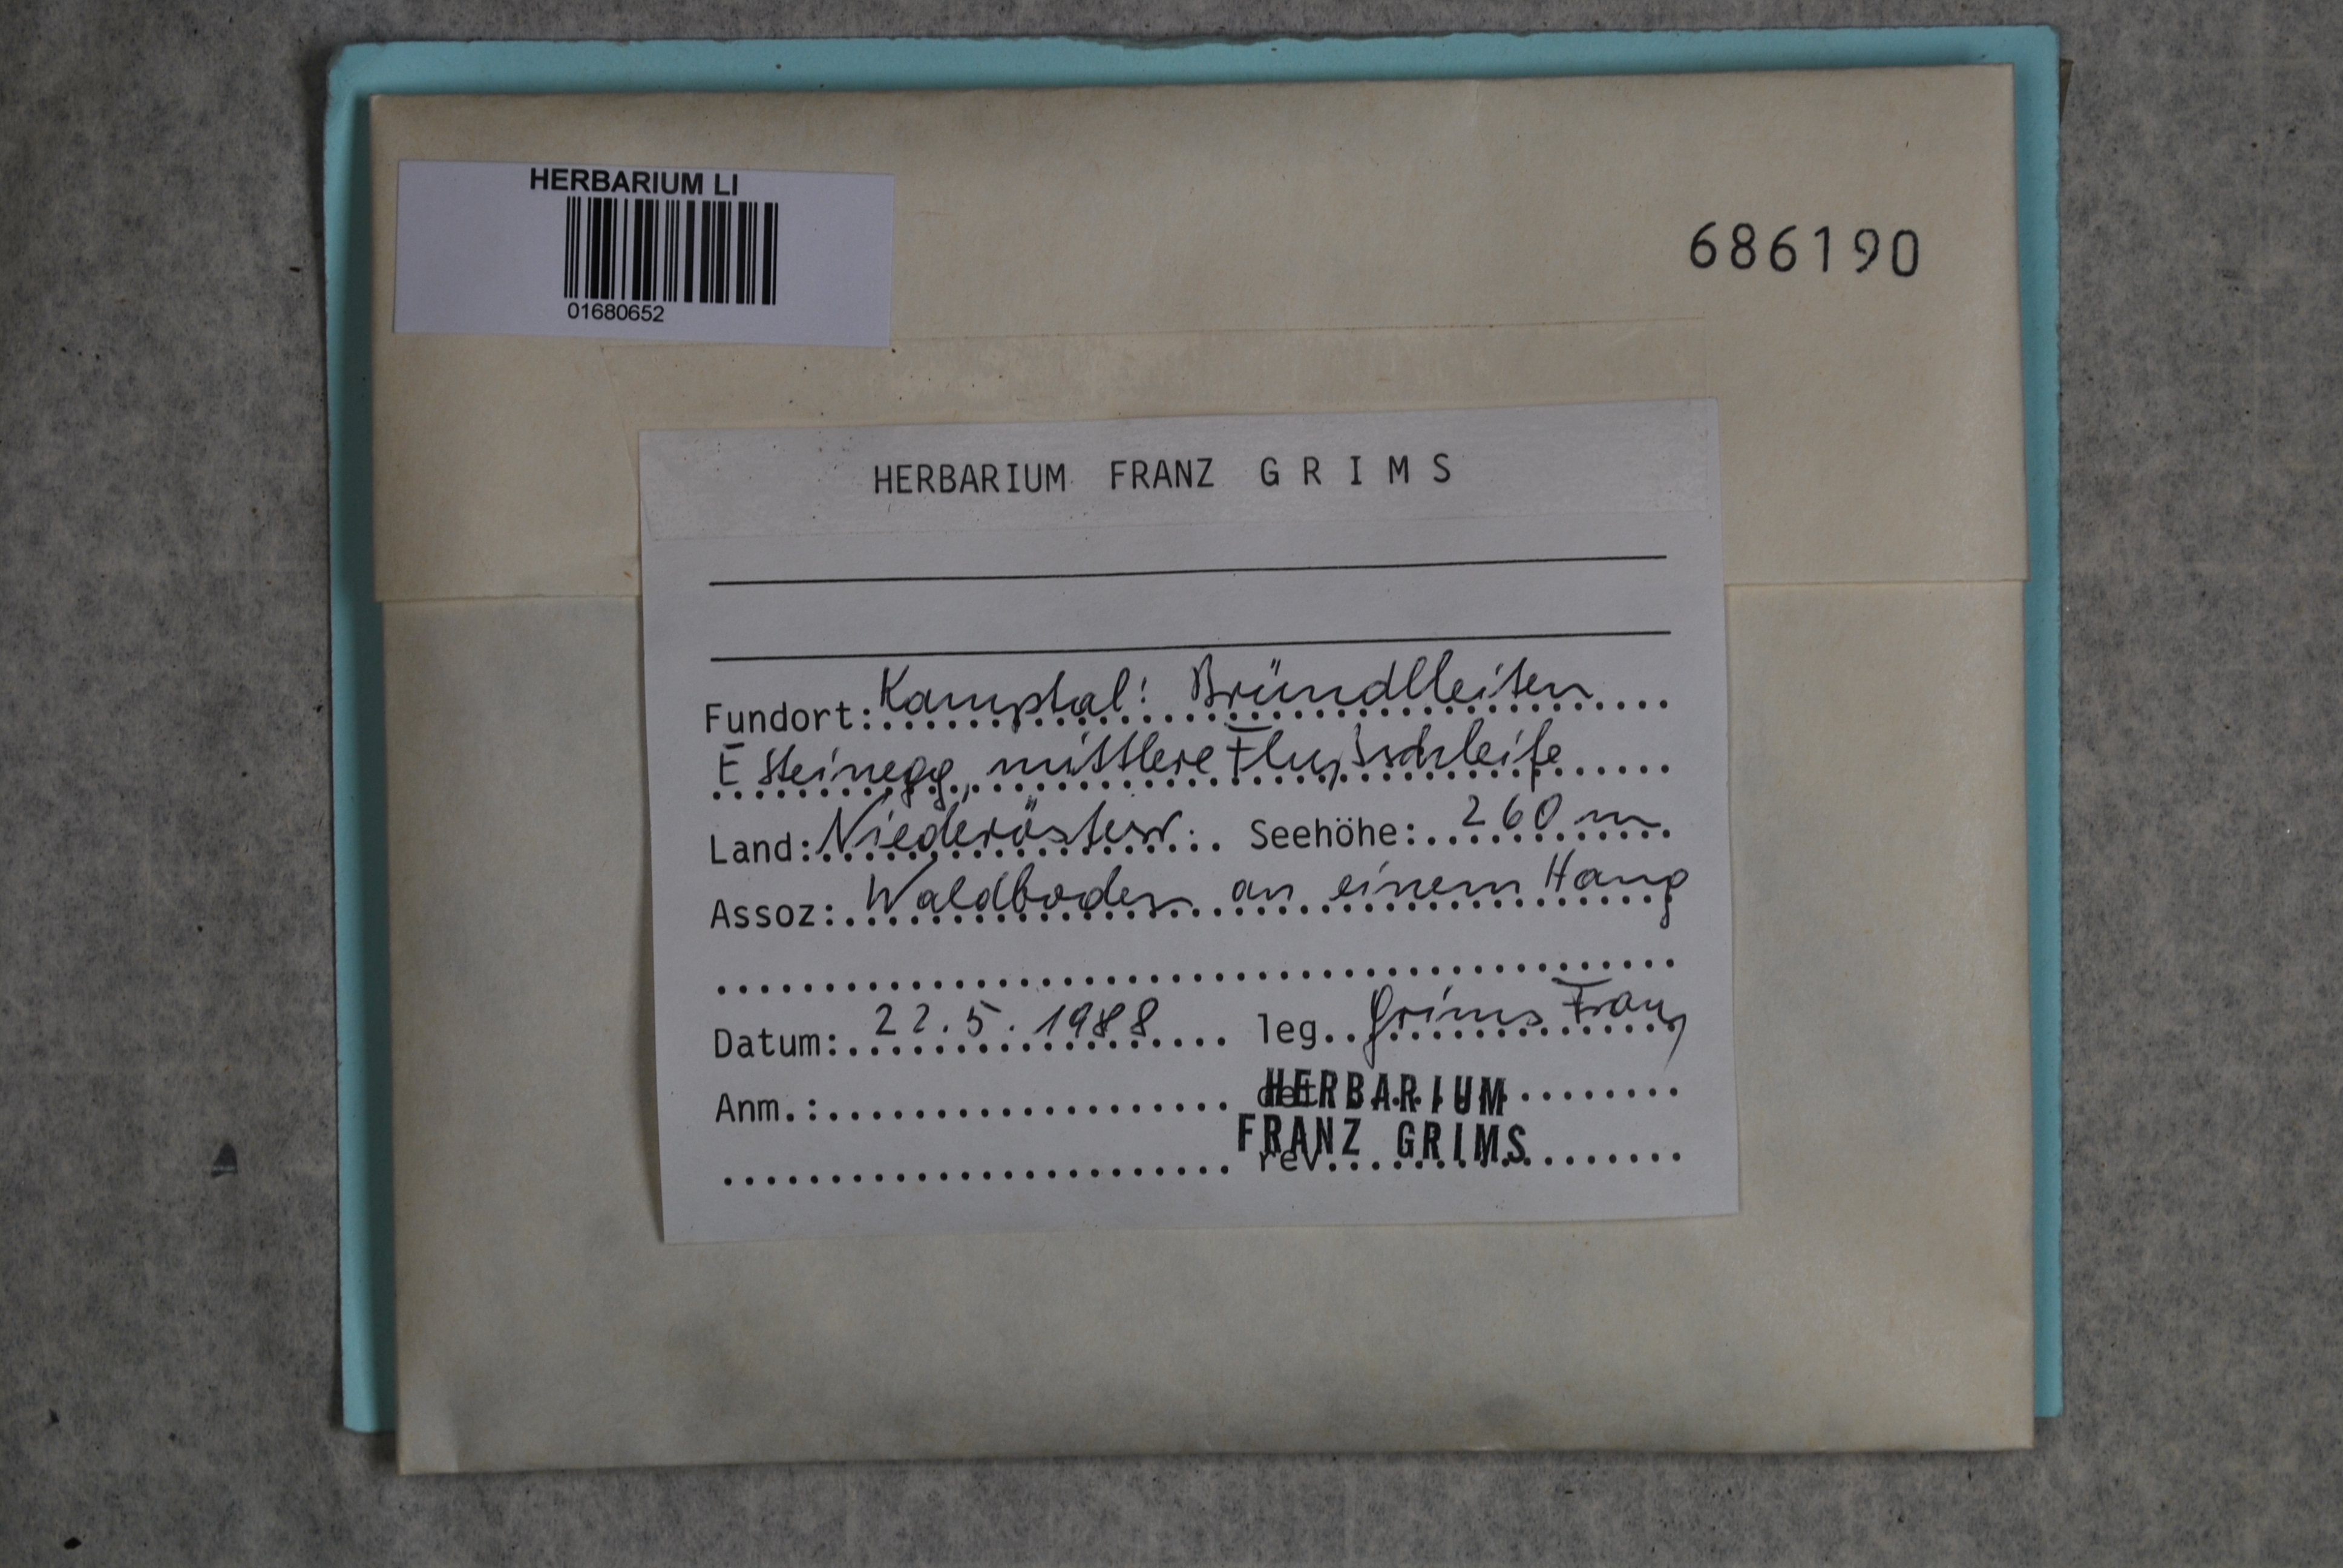 HERBARIUM LI
01680652
686190
HERBARIUM FRANZ G R I M S
Fundort: Kamptal: Bründlleiten
E Steinegg, mittlere Flußschleife
Land: Niederösterr. Seehöhe: 260 m
Assoz: Waldboden an einem Hang
Datum: 22.5.1988 leg. Grims Franz
Anm.: det.
HERBARIUM
FRANZ GRIMS
rev.